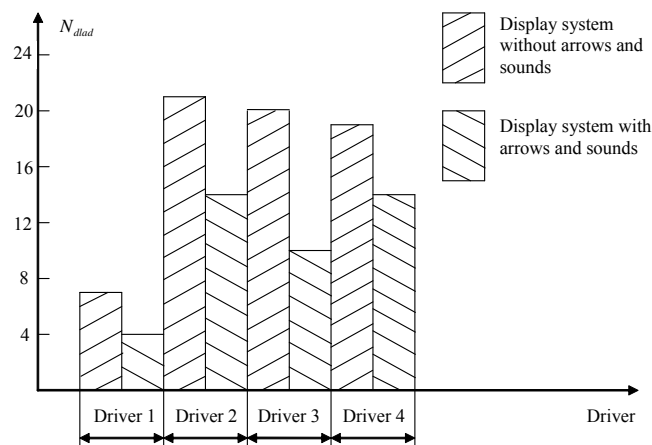 N_dlad
24
20
16
12
8
4
Display system
without arrows and
sounds
Display system with
arrows and sounds
Driver 1 Driver 2 Driver 3 Driver 4 Driver